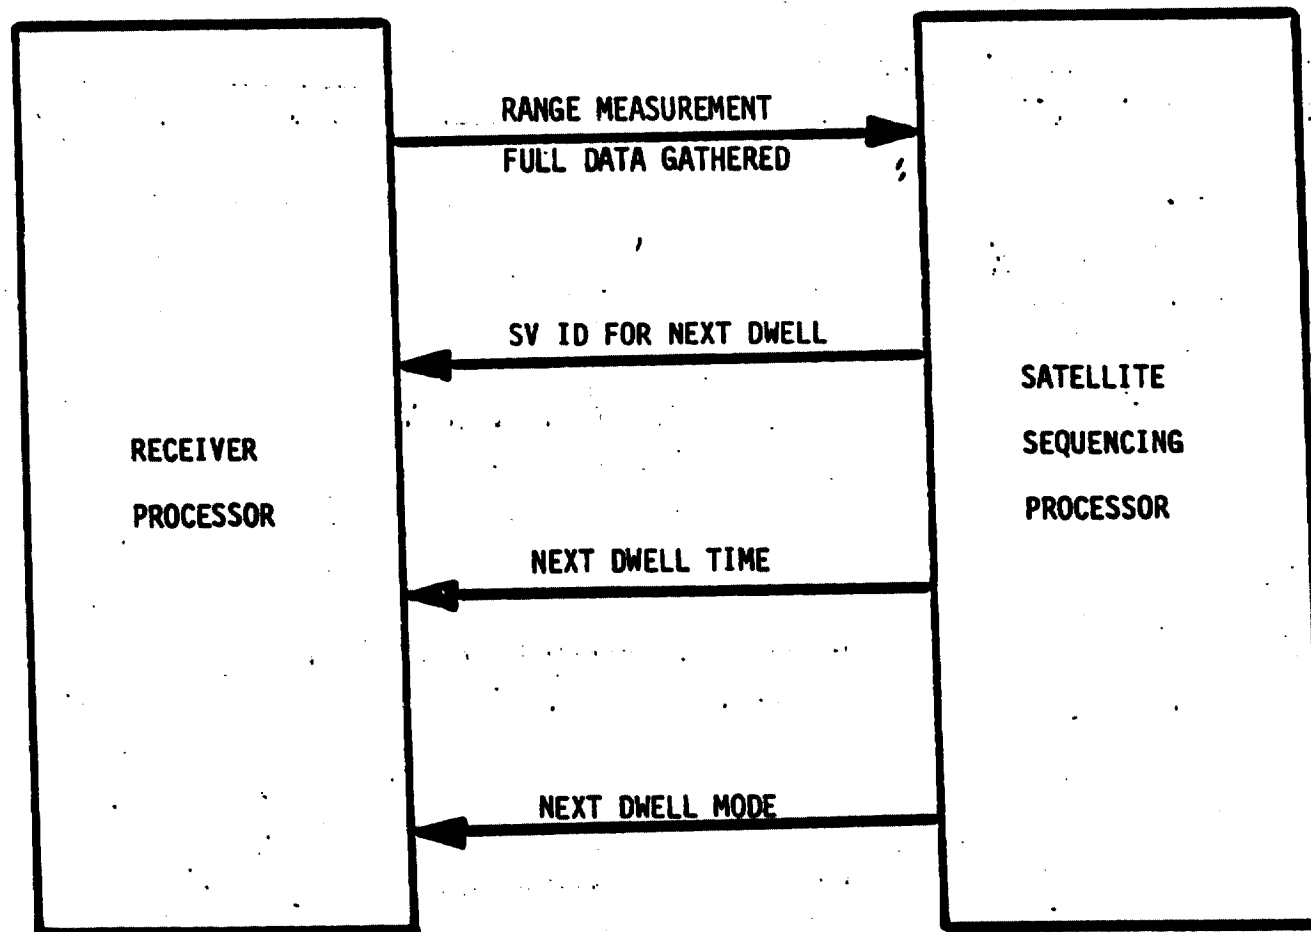 RANGE MEASUREMENT
FULL DATA GATHERED
SV ID FOR NEXT DWELL
RECEIVER
PROCESSOR
SATELLITE
SEQUENCING
PROCESSOR
NEXT DWELL TIME
NEXT DWELL MODE